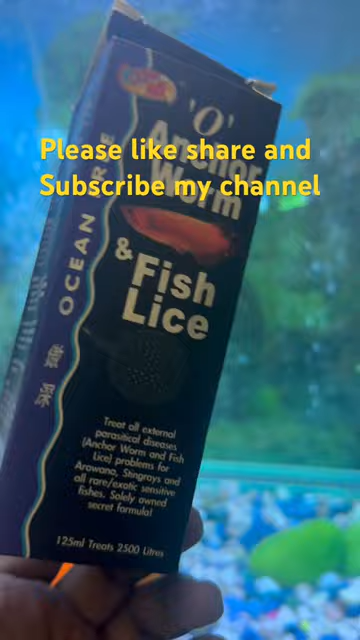 Please like share and
Subscribe my channel
'O'
Anchor
Worm
&
Fish
Lice
OCEAN FREE
Treat all external
parasitical diseases
(Anchor Worm and Fish
Lice) problems for
Arowana, Stingrays and
all rare/exotic sensitive
fishes. Solely owned
secret formula!
125ml Treats 2500 Litres